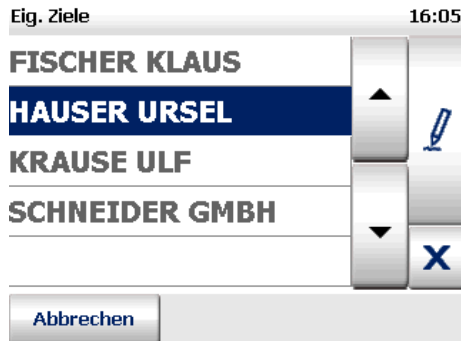 Eig. Ziele 16:05
FISCHER KLAUS
HAUSER URSEL
KRAUSE ULF
SCHNEIDER GMBH
X
Abbrechen